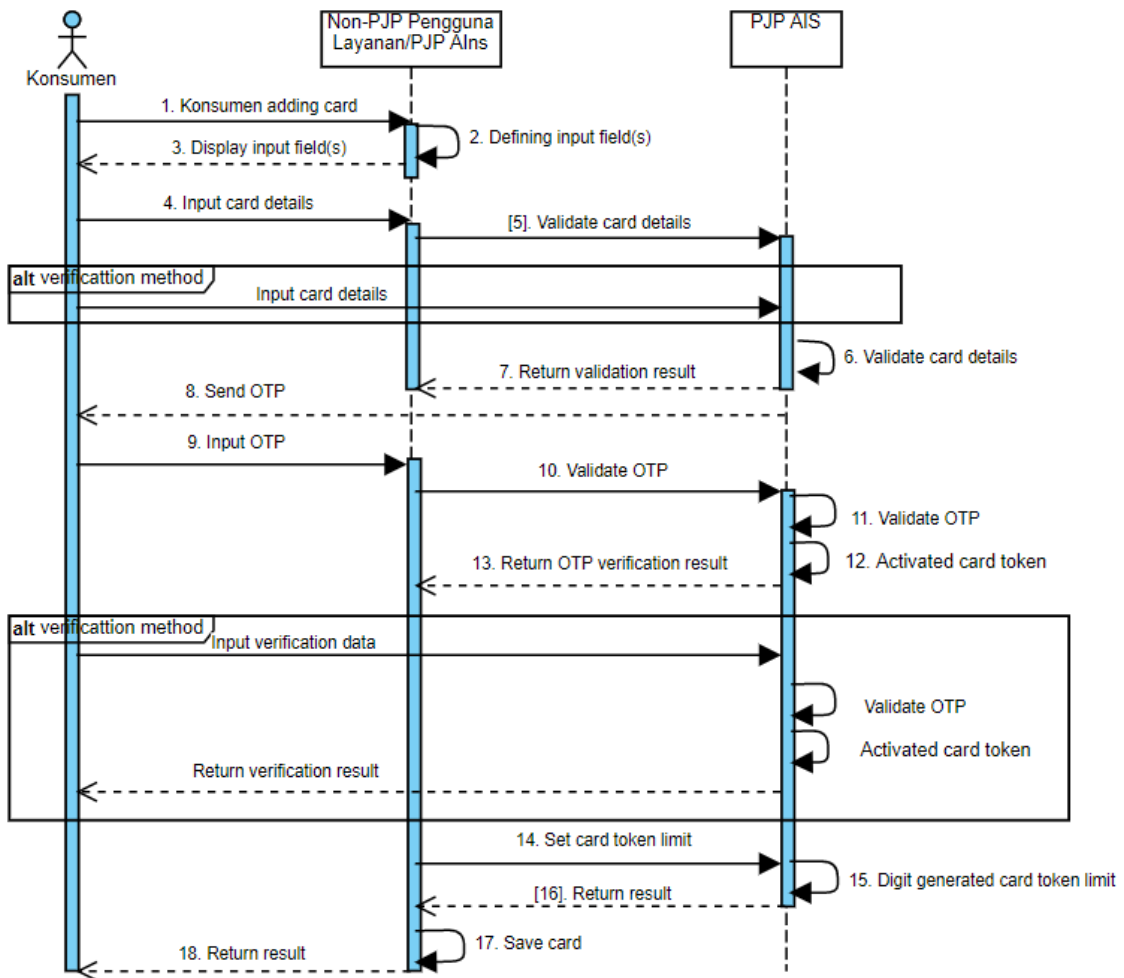 Konsumen
Non-PJP Pengguna
Layanan/PJP AIns
PJP AIS
1. Konsumen adding card
2. Defining input field(s)
3. Display input field(s)
4. Input card details
[5]. Validate card details
alt verificattion method
Input card details
6. Validate card details
7. Return validation result
8. Send OTP
9. Input OTP
10. Validate OTP
11. Validate OTP
12. Activated card token
13. Return OTP verification result
alt verificattion method
Input verification data
Validate OTP
Activated card token
Return verification result
14. Set card token limit
15. Digit generated card token limit
[16]. Return result
17. Save card
18. Return result